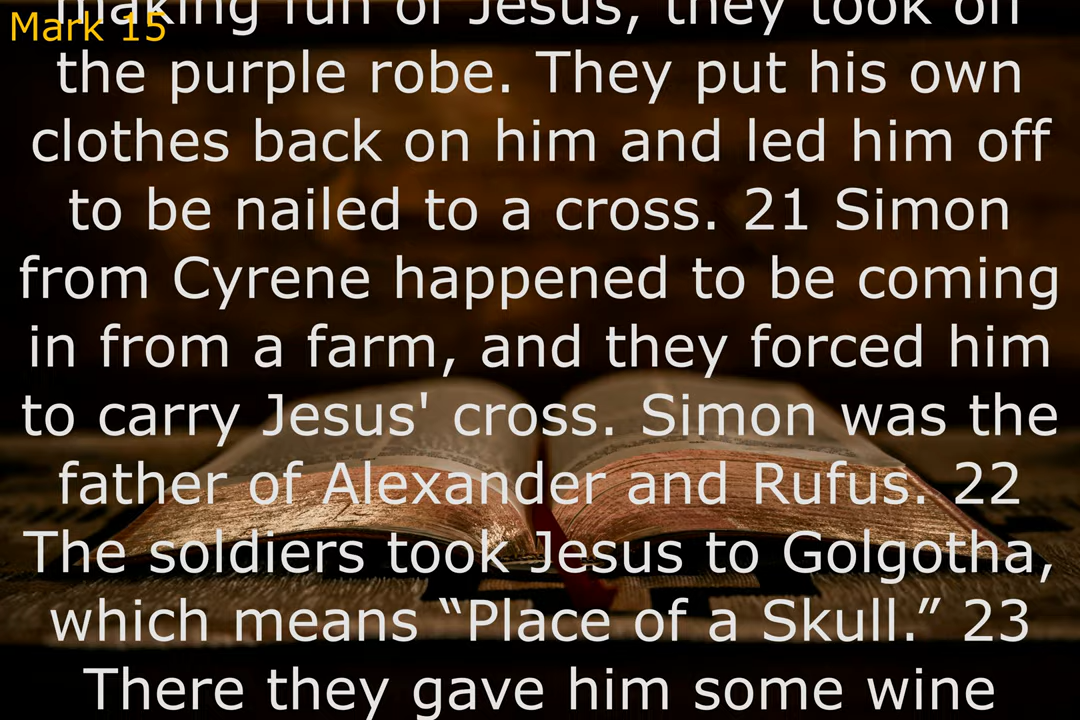 Mark 15
making fun of Jesus, they took off
the purple robe. They put his own
clothes back on him and led him off
to be nailed to a cross. 21 Simon
from Cyrene happened to be coming
in from a farm, and they forced him
to carry Jesus' cross. Simon was the
father of Alexander and Rufus. 22
The soldiers took Jesus to Golgotha,
which means “Place of a Skull.” 23
There they gave him some wine